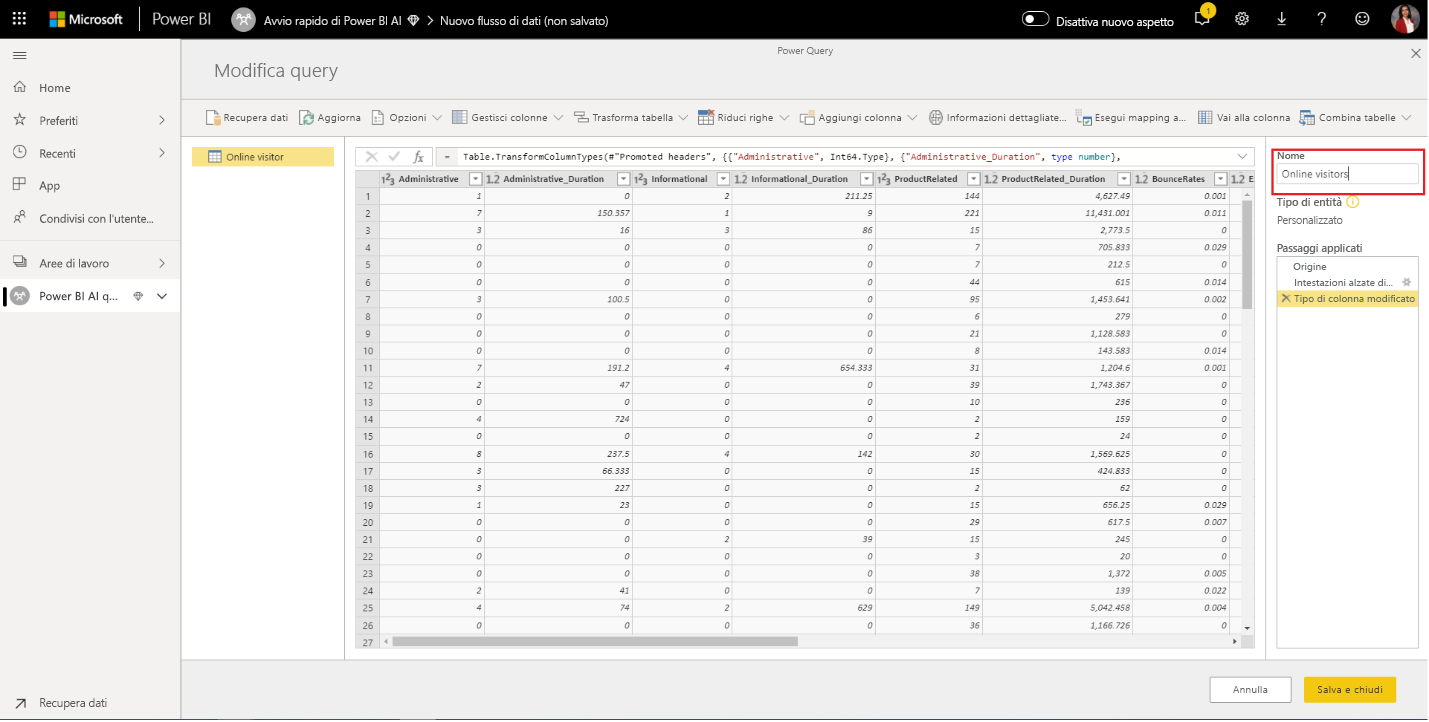 Microsoft Power BI Avvio rapido di Power BI AI > Nuovo flusso di dati (non salvato) Disattiva nuovo aspetto 1 ?
Power Query
Modifica query
Home
Preferiti
Recenti
App
Condivisi con l'utente...
Aree di lavoro
Power BI AI q...
Recupera dati
Recupera dati Aggiorna Opzioni Gestisci colonne Trasforma tabella Riduci righe Aggiungi colonna Informazioni dettagliate... Esegui mapping a... Vai alla colonna Combina tabelle
Online visitor
fx = Table.TransformColumnTypes(#"Promoted headers", {{"Administrative", Int64.Type}, {"Administrative_Duration", type number},
1²3 Administrative 1.2 Administrative_Duration 1²3 Informational 1.2 Informational_Duration 1²3 ProductRelated 1.2 ProductRelated_Duration 1.2 BounceRates 1.2 E
1 1 0 2 211.25 144 4,627.49 0.001
2 7 150.357 1 9 221 11,431.001 0.011
3 3 16 3 86 15 2,773.5 0
4 0 0 0 0 7 705.833 0.029
5 0 0 0 0 7 212.5 0
6 0 0 0 0 44 615 0.014
7 3 100.5 0 0 95 1,453.641 0.002
8 0 0 0 0 6 279 0
9 0 0 0 0 21 1,128.583 0
10 0 0 0 0 8 143.583 0.014
11 7 191.2 4 654.333 31 1,204.6 0.001
12 2 47 0 0 39 1,743.367 0
13 0 0 0 0 10 236 0
14 4 724 0 0 2 159 0
15 0 0 0 0 2 24 0
16 8 237.5 4 142 30 1,569.625 0
17 3 66.333 0 0 15 424.833 0
18 3 227 0 0 2 62 0
19 1 23 0 0 15 656.25 0.029
20 0 0 0 0 29 617.5 0.007
21 0 0 2 39 15 245 0
22 0 0 0 0 3 20 0
23 0 0 0 0 38 1,372 0.005
24 2 41 0 0 7 139 0.022
25 4 74 2 629 149 5,042.458 0.004
26 0 0 0 0 36 1,166.726 0
27
Nome
Online visitors
Tipo di entità
Personalizzato
Passaggi applicati
Origine
Intestazioni alzate di...
Tipo di colonna modificato
Annulla Salva e chiudi